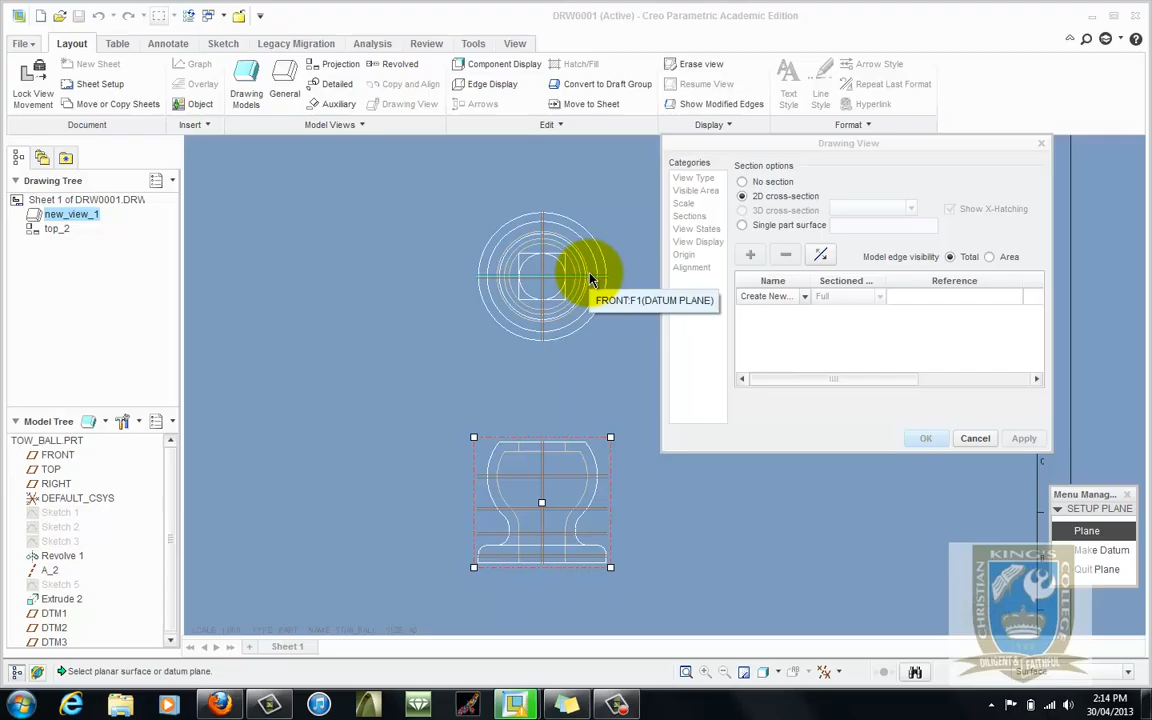 DRW0001 (Active) - Creo Parametric Academic Edition
File Layout Table Annotate Sketch Legacy Migration Analysis Review Tools View
Lock View Movement
New Sheet
Sheet Setup
Move or Copy Sheets
Document
Graph
Overlay
Object
Insert
Drawing Models
General
Projection
Detailed
Auxiliary
Revolved
Copy and Align
Drawing View
Model Views
Component Display
Edge Display
Arrows
Hatch/Fill
Convert to Draft Group
Move to Sheet
Edit
Erase view
Resume View
Show Modified Edges
Display
Text Style
Line Style
Arrow Style
Repeat Last Format
Hyperlink
Format
Drawing Tree
Sheet 1 of DRW0001.DRW
new_view_1
top_2
Model Tree
TOW_BALL.PRT
FRONT
TOP
RIGHT
DEFAULT_CSYS
Sketch 1
Sketch 2
Sketch 3
Revolve 1
A_2
Sketch 5
Extrude 2
DTM1
DTM2
DTM3
FRONT:F1(DATUM PLANE)
Drawing View
Categories
View Type
Visible Area
Scale
Sections
View States
View Display
Origin
Alignment
Section options
No section
2D cross-section
3D cross-section
Show X-Hatching
Single part surface
Model edge visibility Total Area
Name Sectioned ... Reference
Create New... Full
OK Cancel Apply
Menu Manag...
SETUP PLANE
Plane
Make Datum
Quit Plane
KING'S
CHRISTIAN
COLLEGE
DILIGENT & FAITHFUL
Sheet 1
Select planar surface or datum plane.
2:14 PM
30/04/2013